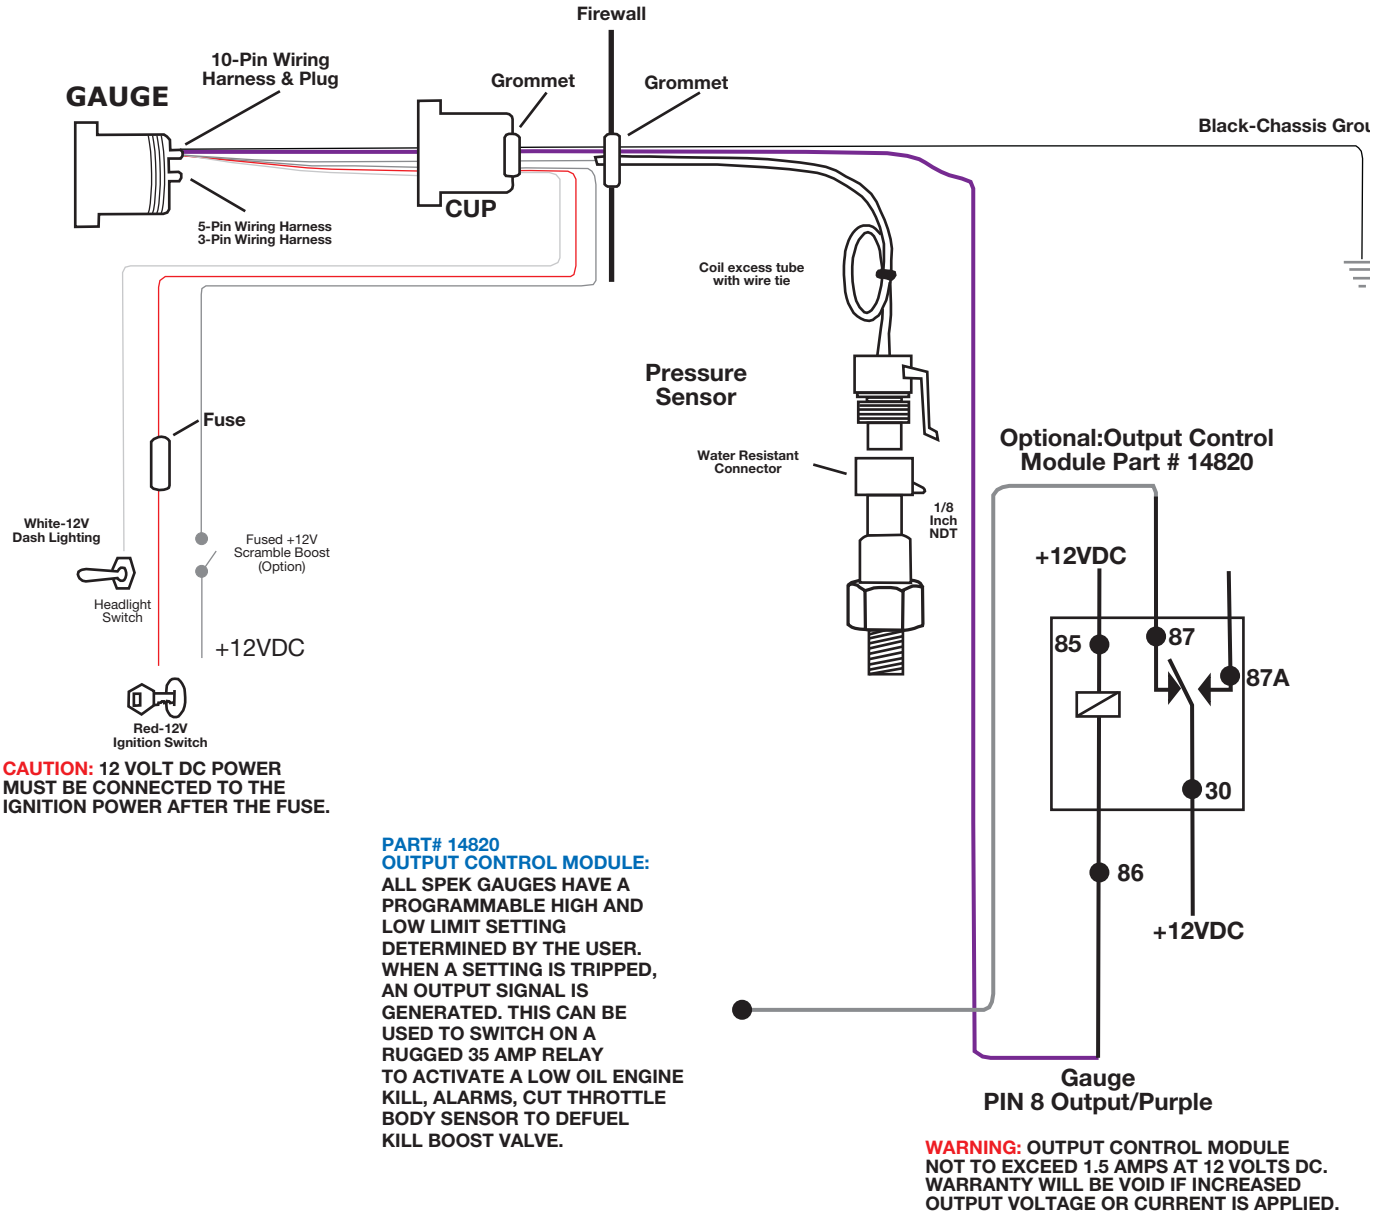 Firewall
10-Pin Wiring
Harness & Plug
Grommet
Grommet
GAUGE
Black-Chassis Grou
CUP
5-Pin Wiring Harness
3-Pin Wiring Harness
Coil excess tube
with wire tie
Pressure
Sensor
Fuse
Optional:Output Control
Module Part # 14820
Water Resistant
Connector
1/8
Inch
NDT
White-12V
Dash Lighting
Fused +12V
Scramble Boost
(Option)
+12VDC
Headlight
Switch
+12VDC
85
87
87A
Red-12V
Ignition Switch
30
CAUTION: 12 VOLT DC POWER
MUST BE CONNECTED TO THE
IGNITION POWER AFTER THE FUSE.
86
+12VDC
PART# 14820
OUTPUT CONTROL MODULE:
ALL SPEK GAUGES HAVE A
PROGRAMMABLE HIGH AND
LOW LIMIT SETTING
DETERMINED BY THE USER.
WHEN A SETTING IS TRIPPED,
AN OUTPUT SIGNAL IS
GENERATED. THIS CAN BE
USED TO SWITCH ON A
RUGGED 35 AMP RELAY
TO ACTIVATE A LOW OIL ENGINE
KILL, ALARMS, CUT THROTTLE
BODY SENSOR TO DEFUEL
KILL BOOST VALVE.
Gauge
PIN 8 Output/Purple
WARNING: OUTPUT CONTROL MODULE
NOT TO EXCEED 1.5 AMPS AT 12 VOLTS DC.
WARRANTY WILL BE VOID IF INCREASED
OUTPUT VOLTAGE OR CURRENT IS APPLIED.